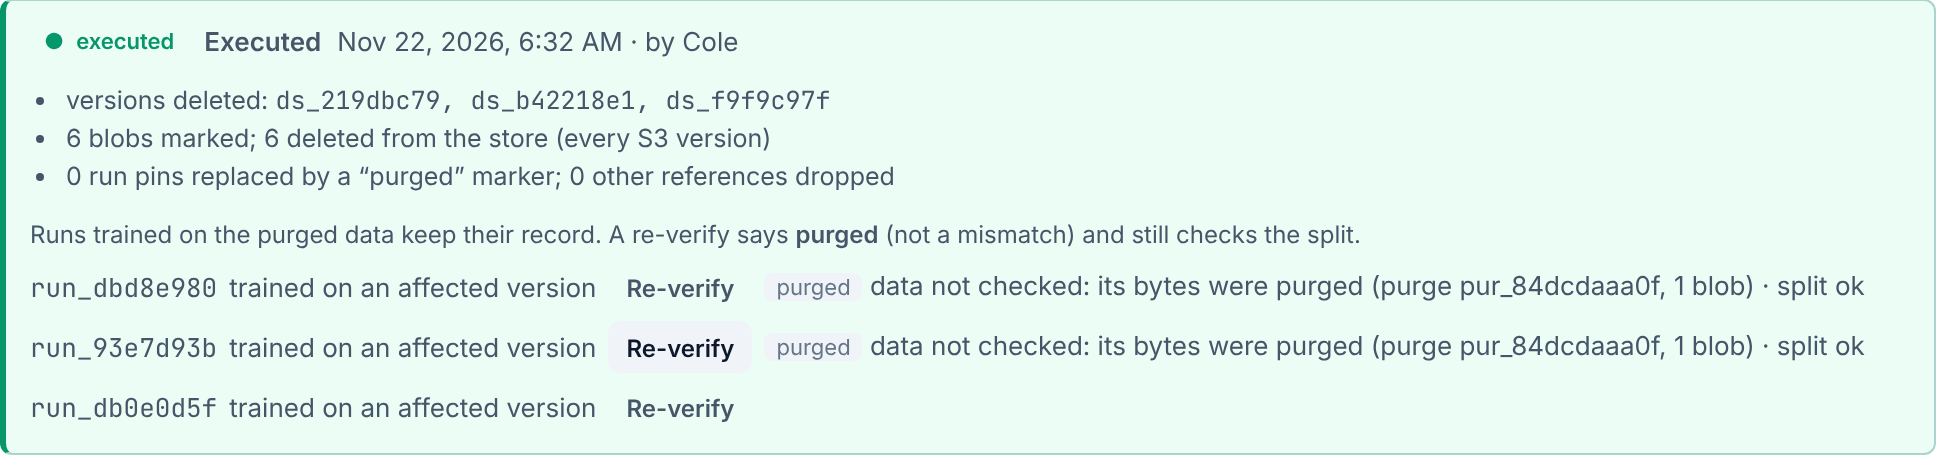 executed Executed Nov 22, 2026, 6:32 AM · by Cole
• versions deleted: ds_219dbc79, ds_b42218e1, ds_f9f9c97f
• 6 blobs marked; 6 deleted from the store (every S3 version)
• 0 run pins replaced by a “purged” marker; 0 other references dropped
Runs trained on the purged data keep their record. A re-verify says purged (not a mismatch) and still checks the split.
run_dbd8e980 trained on an affected version Re-verify purged data not checked: its bytes were purged (purge pur_84dcdaaa0f, 1 blob) · split ok
run_93e7d93b trained on an affected version Re-verify purged data not checked: its bytes were purged (purge pur_84dcdaaa0f, 1 blob) · split ok
run_db0e0d5f trained on an affected version Re-verify